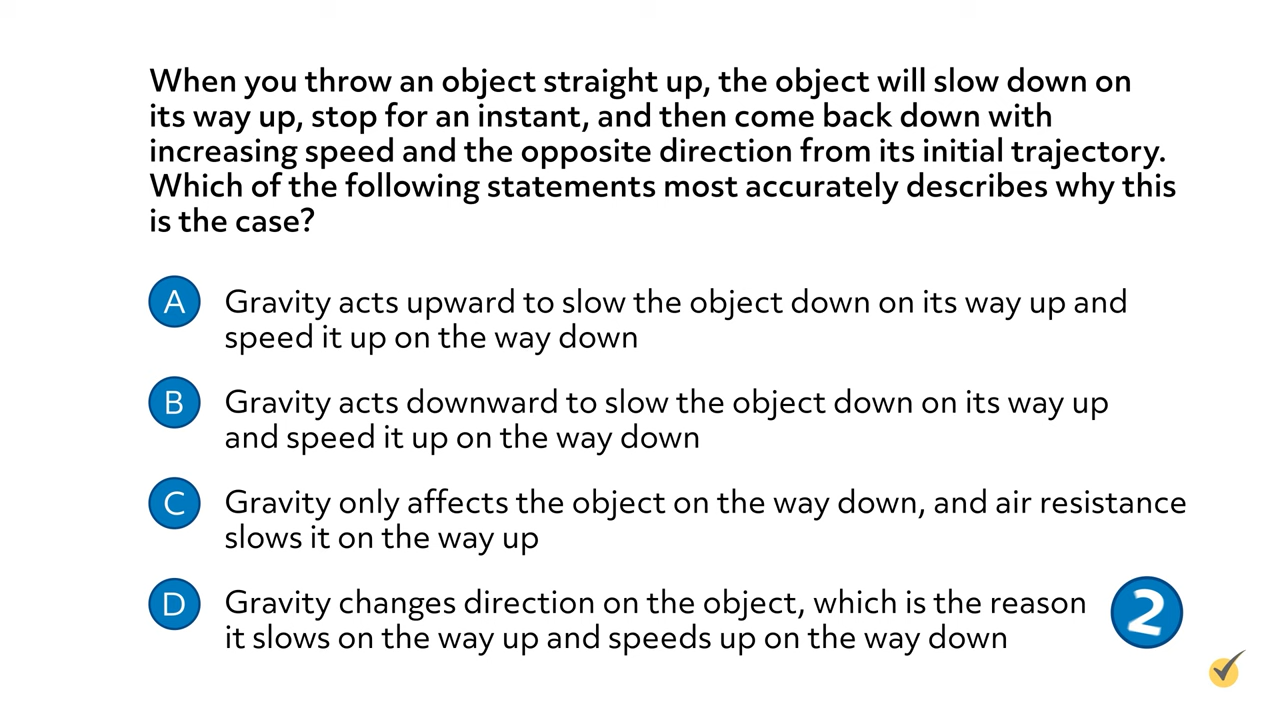 When you throw an object straight up, the object will slow down on
its way up, stop for an instant, and then come back down with
increasing speed and the opposite direction from its initial trajectory.
Which of the following statements most accurately describes why this
is the case?
A Gravity acts upward to slow the object down on its way up and
speed it up on the way down
B Gravity acts downward to slow the object down on its way up
and speed it up on the way down
C Gravity only affects the object on the way down, and air resistance
slows it on the way up
D Gravity changes direction on the object, which is the reason
it slows on the way up and speeds up on the way down
2